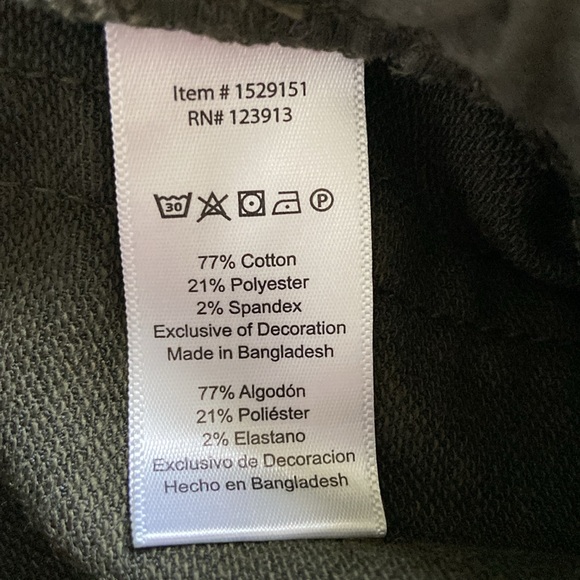 Item # 1529151
RN# 123913
30 P
77% Cotton
21% Polyester
2% Spandex
Exclusive of Decoration
Made in Bangladesh
77% Algodón
21% Poliéster
2% Elastano
Exclusivo de Decoracion
Hecho en Bangladesh